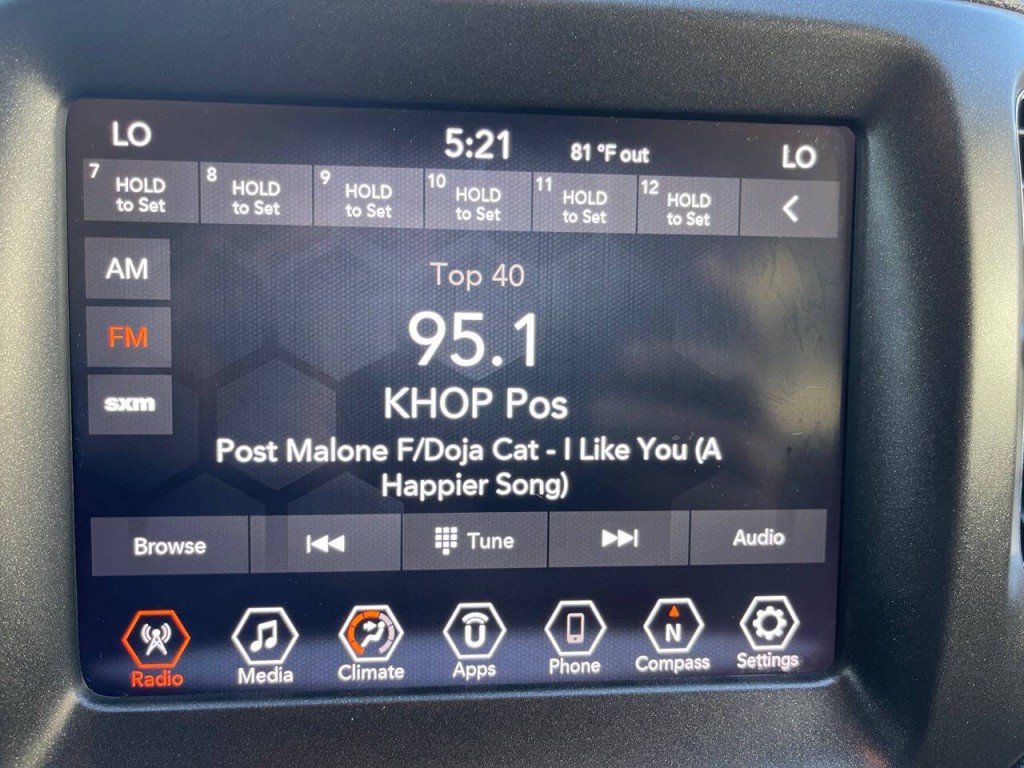 LO 5:21 81 °F out LO
7 HOLD to Set 8 HOLD to Set 9 HOLD to Set 10 HOLD to Set 11 HOLD to Set 12 HOLD to Set <
AM
FM
sxm
Top 40
95.1
KHOP Pos
Post Malone F/Doja Cat - I Like You (A
Happier Song)
Browse Tune Audio
U N
Radio Media Climate Apps Phone Compass Settings